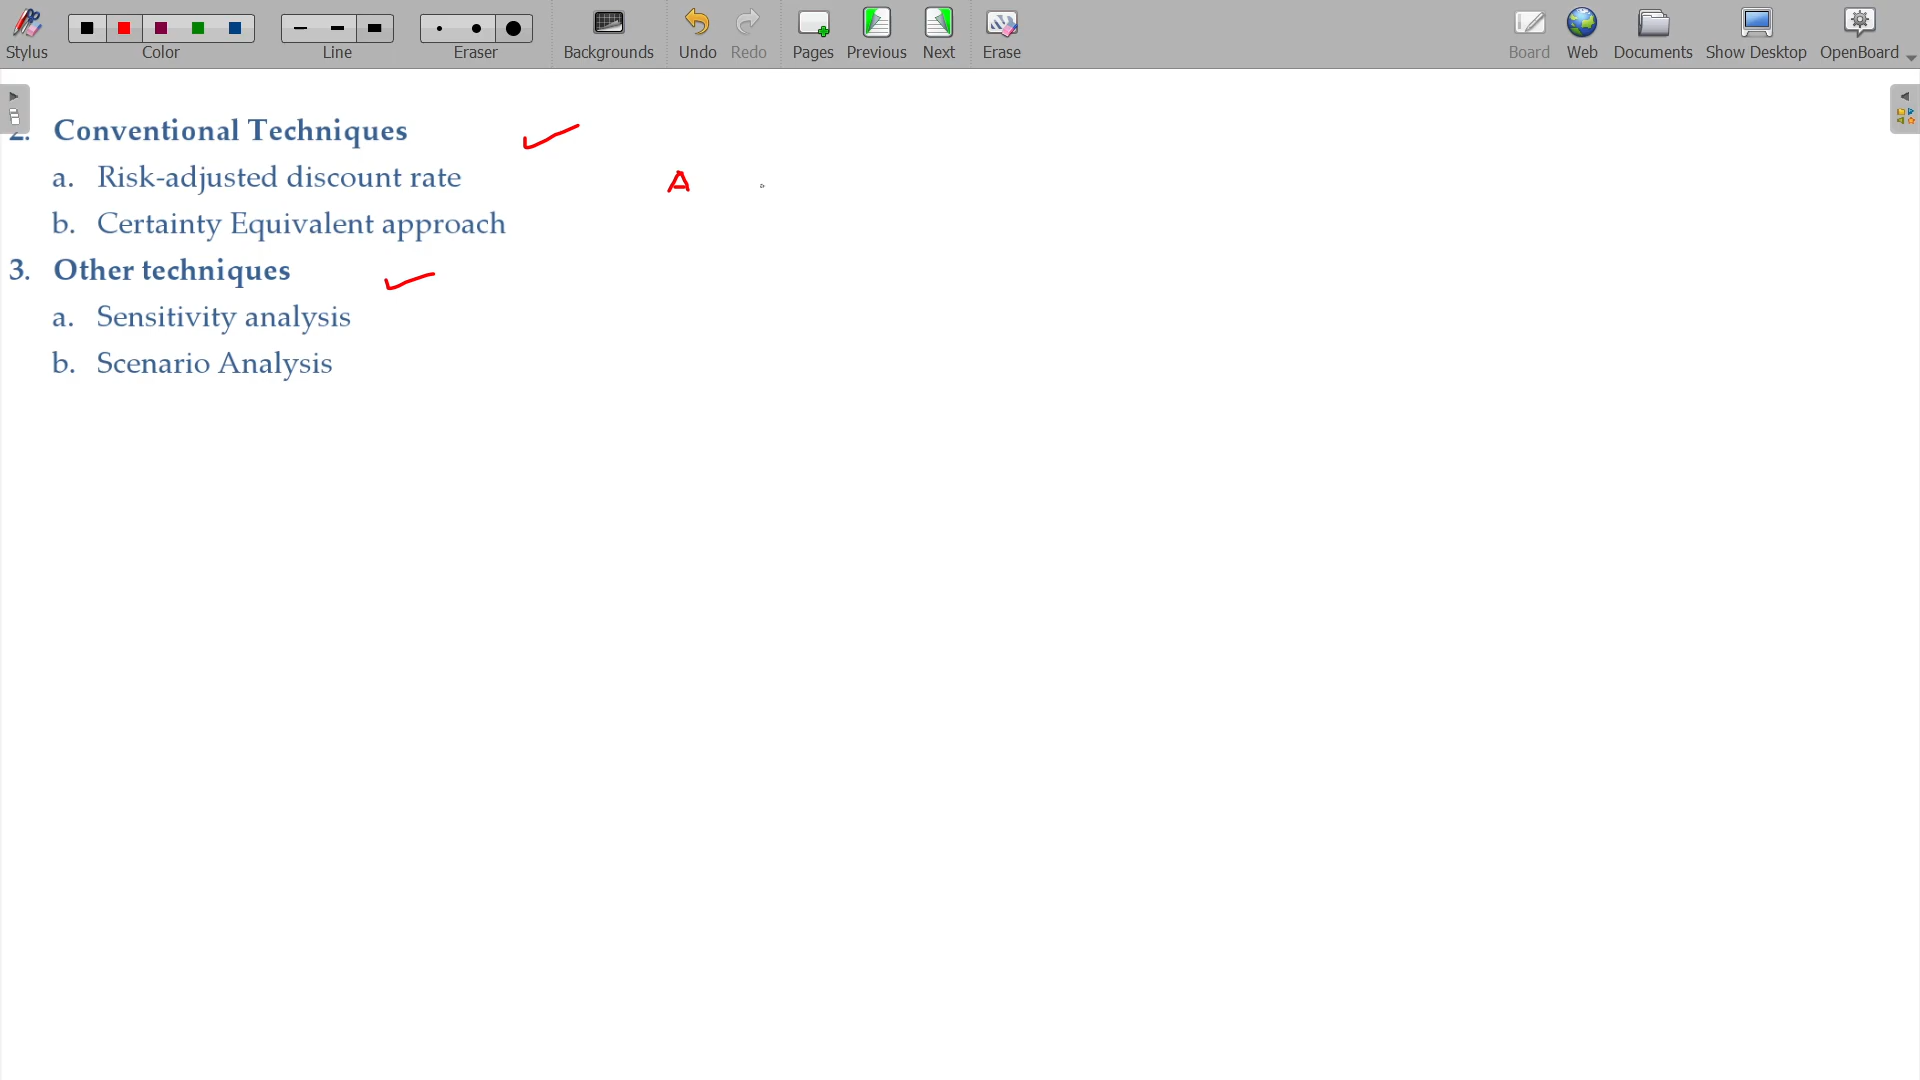 Stylus Color Line Eraser Backgrounds Undo Redo Pages Previous Next Erase Board Web Documents Show Desktop OpenBoard
2. Conventional Techniques
a. Risk-adjusted discount rate A
b. Certainty Equivalent approach
3. Other techniques
a. Sensitivity analysis
b. Scenario Analysis